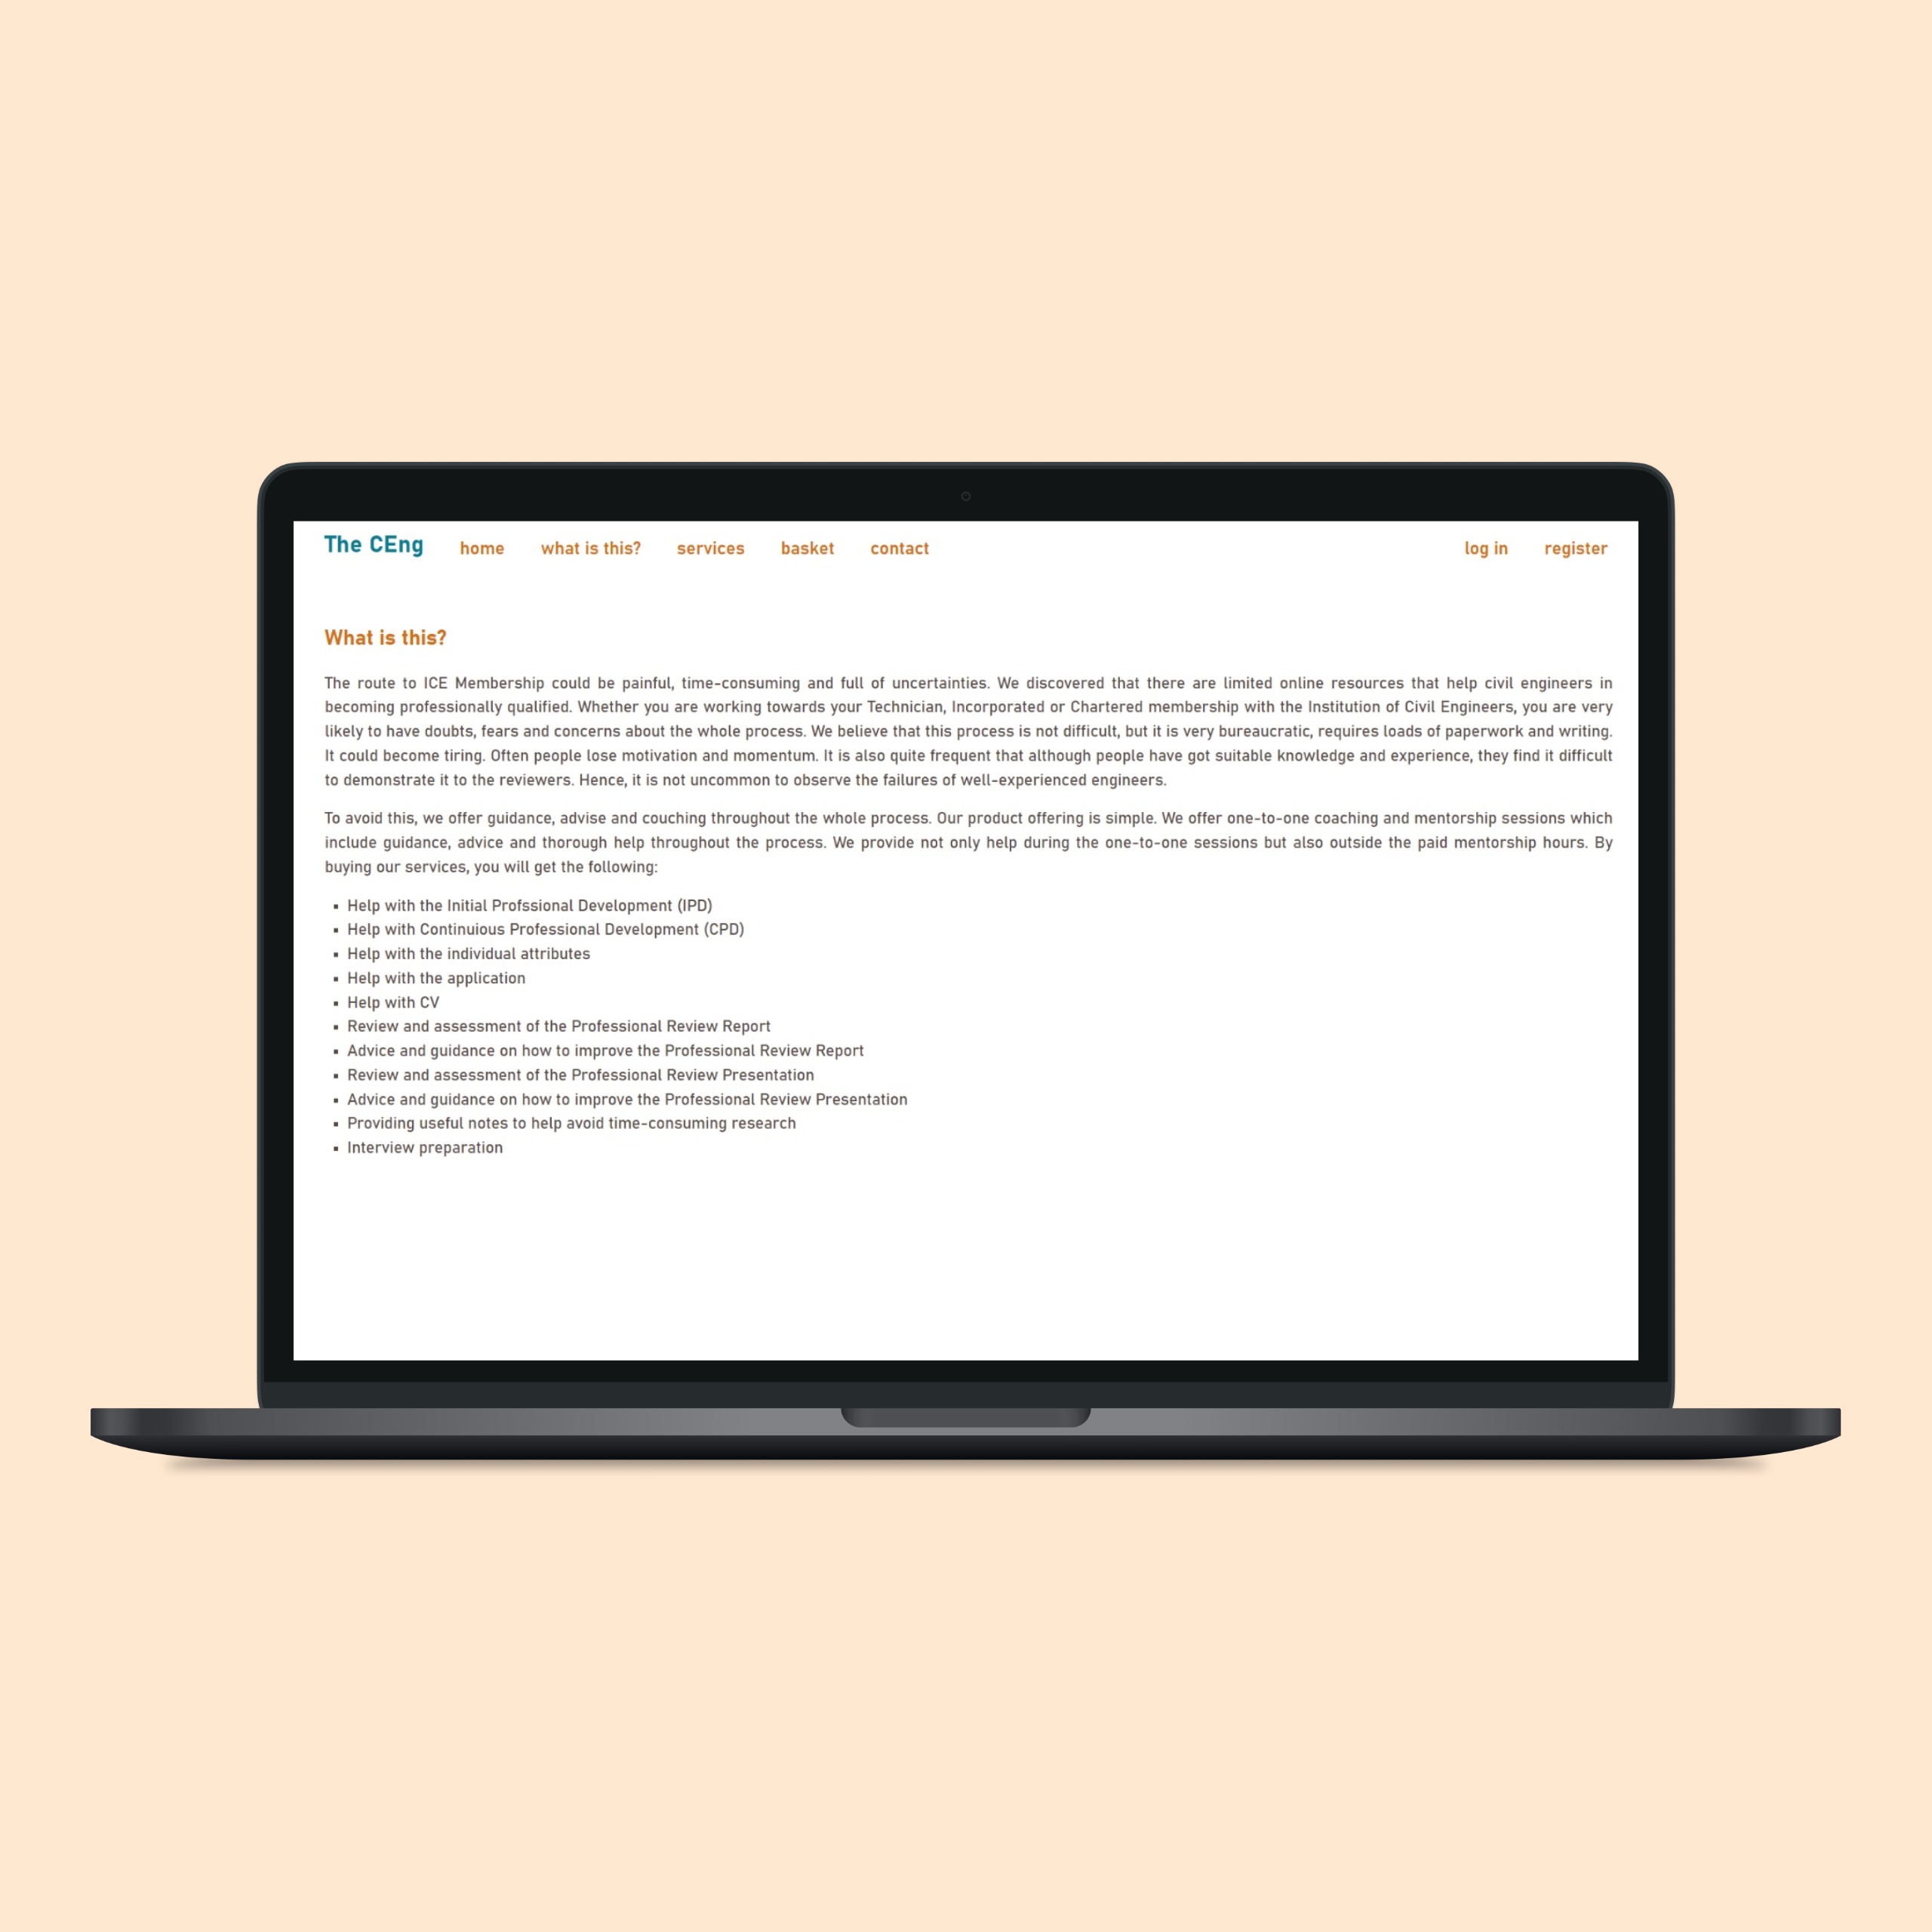 The CEng home what is this? services basket contact log in register
What is this?
The route to ICE Membership could be painful, time-consuming and full of uncertainties. We discovered that there are limited online resources that help civil engineers in
becoming professionally qualified. Whether you are working towards your Technician, Incorporated or Chartered membership with the Institution of Civil Engineers, you are very
likely to have doubts, fears and concerns about the whole process. We believe that this process is not difficult, but it is very bureaucratic, requires loads of paperwork and writing.
It could become tiring. Often people lose motivation and momentum. It is also quite frequent that although people have got suitable knowledge and experience, they find it difficult
to demonstrate it to the reviewers. Hence, it is not uncommon to observe the failures of well-experienced engineers.
To avoid this, we offer guidance, advise and couching throughout the whole process. Our product offering is simple. We offer one-to-one coaching and mentorship sessions which
include guidance, advice and thorough help throughout the process. We provide not only help during the one-to-one sessions but also outside the paid mentorship hours. By
buying our services, you will get the following:
▪ Help with the Initial Profssional Development (IPD)
▪ Help with Continuious Professional Development (CPD)
▪ Help with the individual attributes
▪ Help with the application
▪ Help with CV
▪ Review and assessment of the Professional Review Report
▪ Advice and guidance on how to improve the Professional Review Report
▪ Review and assessment of the Professional Review Presentation
▪ Advice and guidance on how to improve the Professional Review Presentation
▪ Providing useful notes to help avoid time-consuming research
▪ Interview preparation